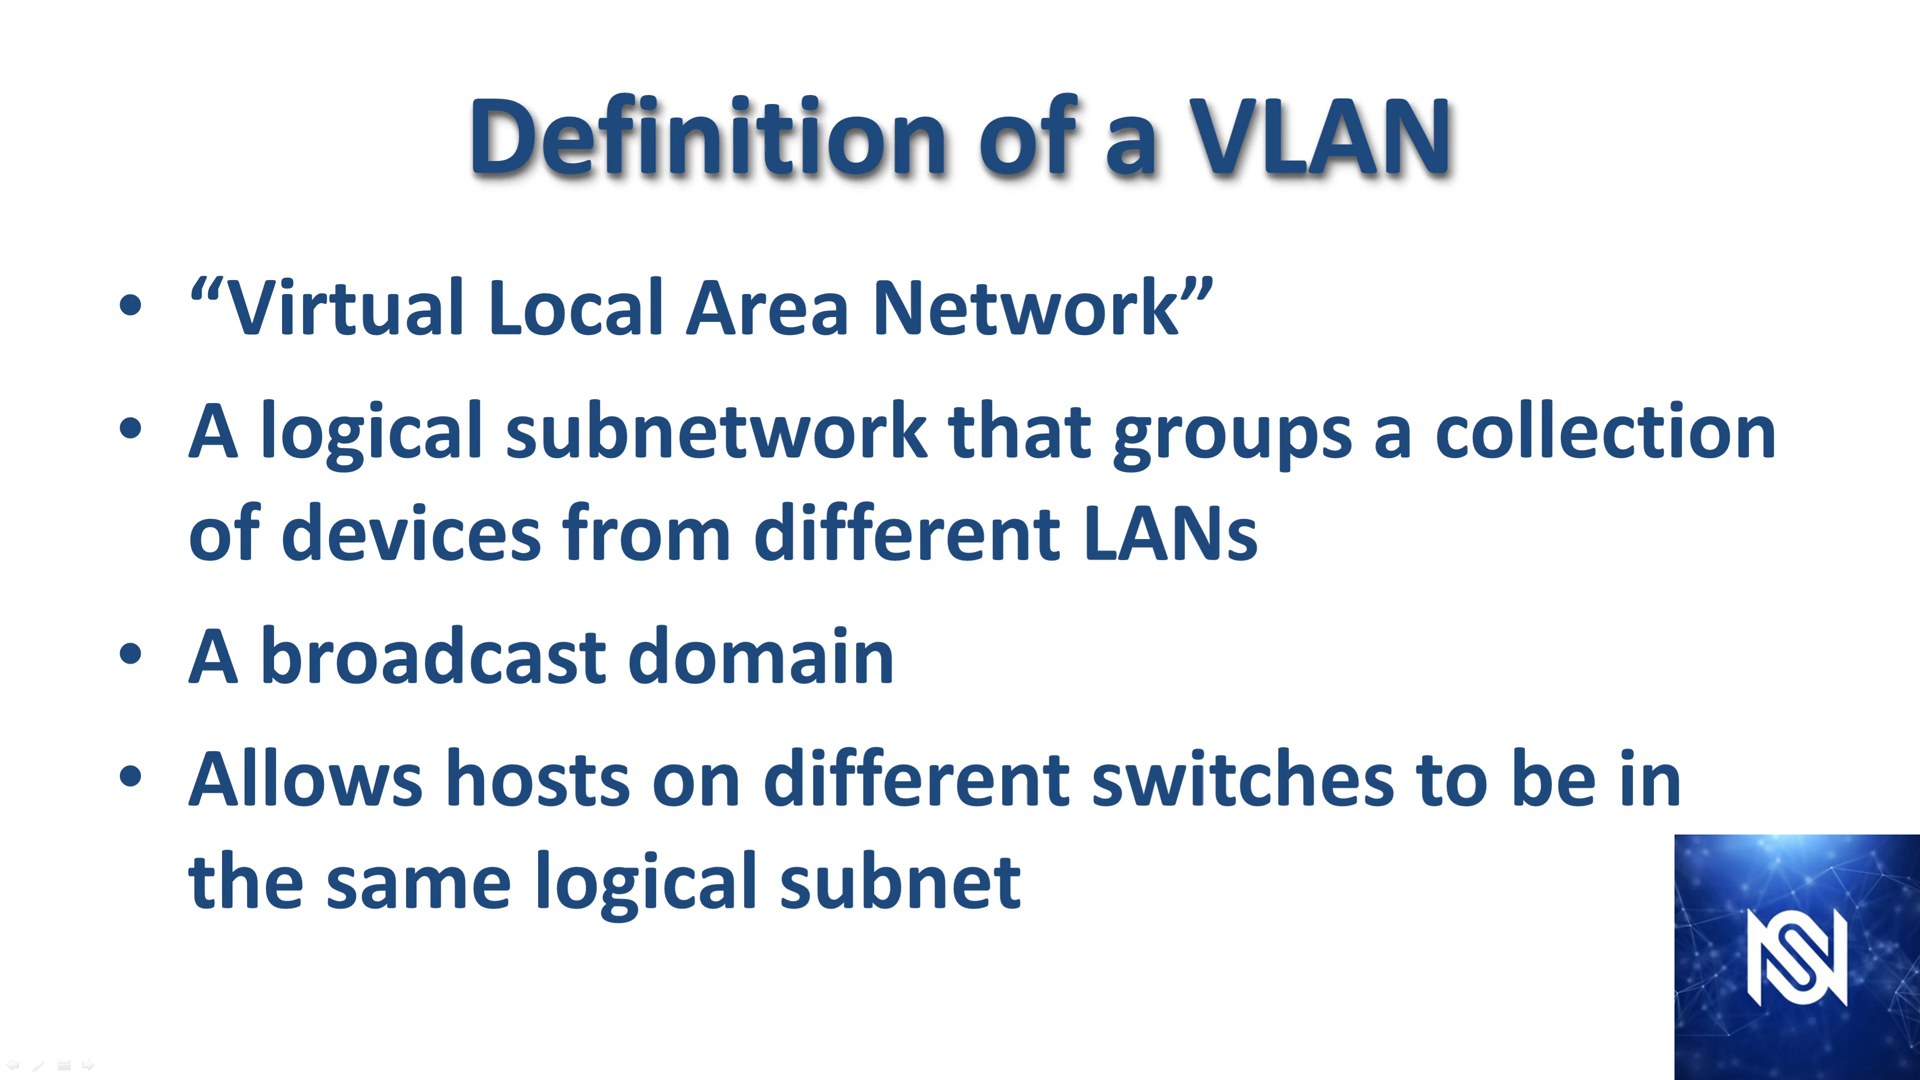 Definition of a VLAN
• “Virtual Local Area Network”
• A logical subnetwork that groups a collection
of devices from different LANs
• A broadcast domain
• Allows hosts on different switches to be in
the same logical subnet
NS